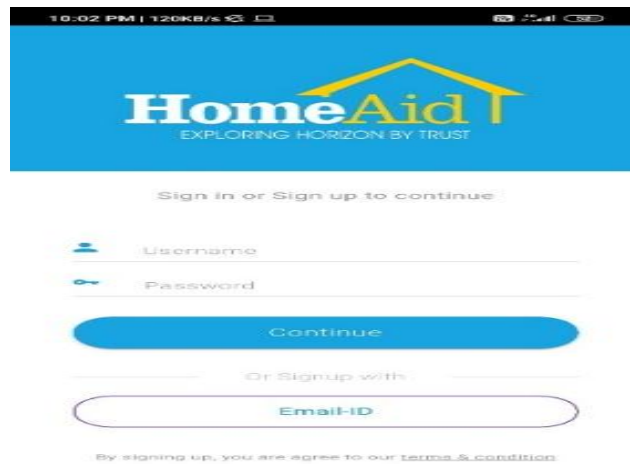 10:02 PM | 120KB/s
HomeAid
EXPLORING HORIZON BY TRUST
Sign in or Sign up to continue
Username
Password
Continue
Or Signup with
Email-ID
By signing up, you are agree to our terms & condition